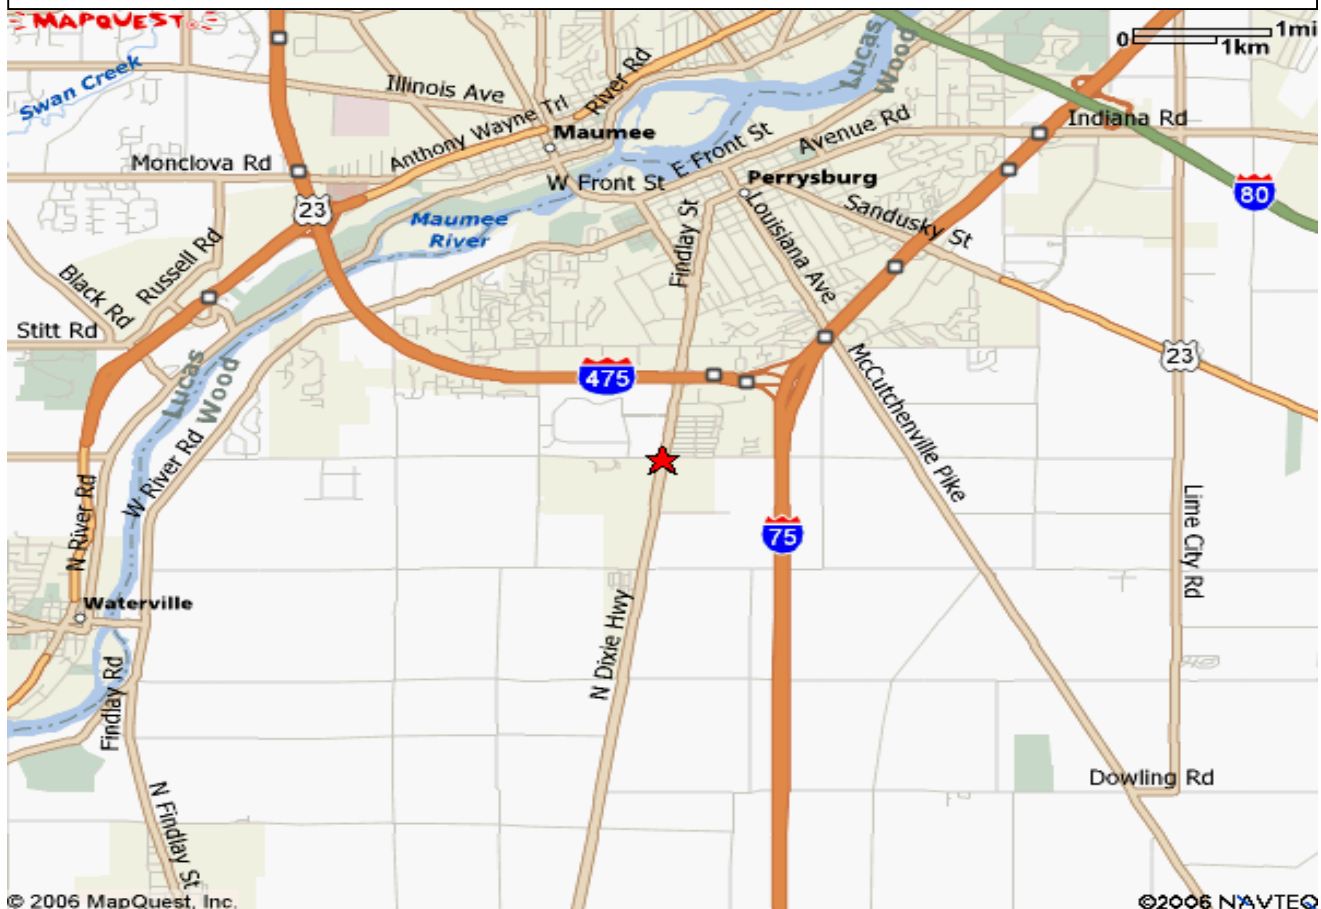 MAPQUEST
0 1mi
1km
Swan Creek
Illinois Ave
River Rd
Lucas
Wood
Anthony Wayne Trl
Maumee
E Front St
Avenue Rd
Indiana Rd
Monclova Rd
W Front St
Perrysburg
80
23
Maumee
River
Findlay St
Louisiana Ave
Sandusky St
Russell Rd
Black Rd
Stitt Rd
Lucas
Wood
475
McCutchenville Pike
23
N River Rd
W River Rd
75
Lime City Rd
Waterville
N Dixie Hwy
Findlay Rd
Dowling Rd
N Findlay St
© 2006 MapQuest, Inc.
©2006 NAVTEQ